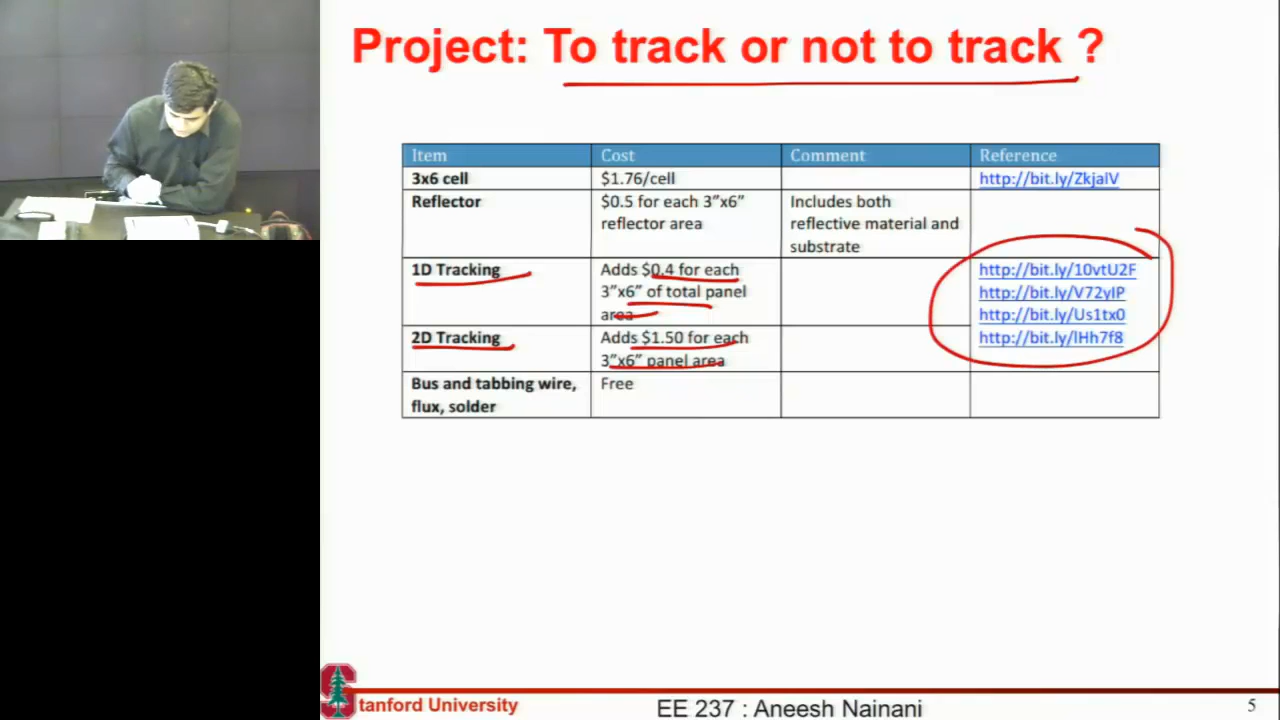 Project: To track or not to track ?
Item Cost Comment Reference
3x6 cell $1.76/cell http://bit.ly/ZkjalV
Reflector $0.5 for each 3”x6” Includes both
reflector area reflective material and
substrate
1D Tracking Adds $0.4 for each http://bit.ly/10vtU2F
3”x6” of total panel http://bit.ly/V72yIP
area http://bit.ly/Us1tx0
2D Tracking Adds $1.50 for each http://bit.ly/lHh7f8
3”x6” panel area
Bus and tabbing wire, Free
flux, solder
Stanford University EE 237 : Aneesh Nainani 5